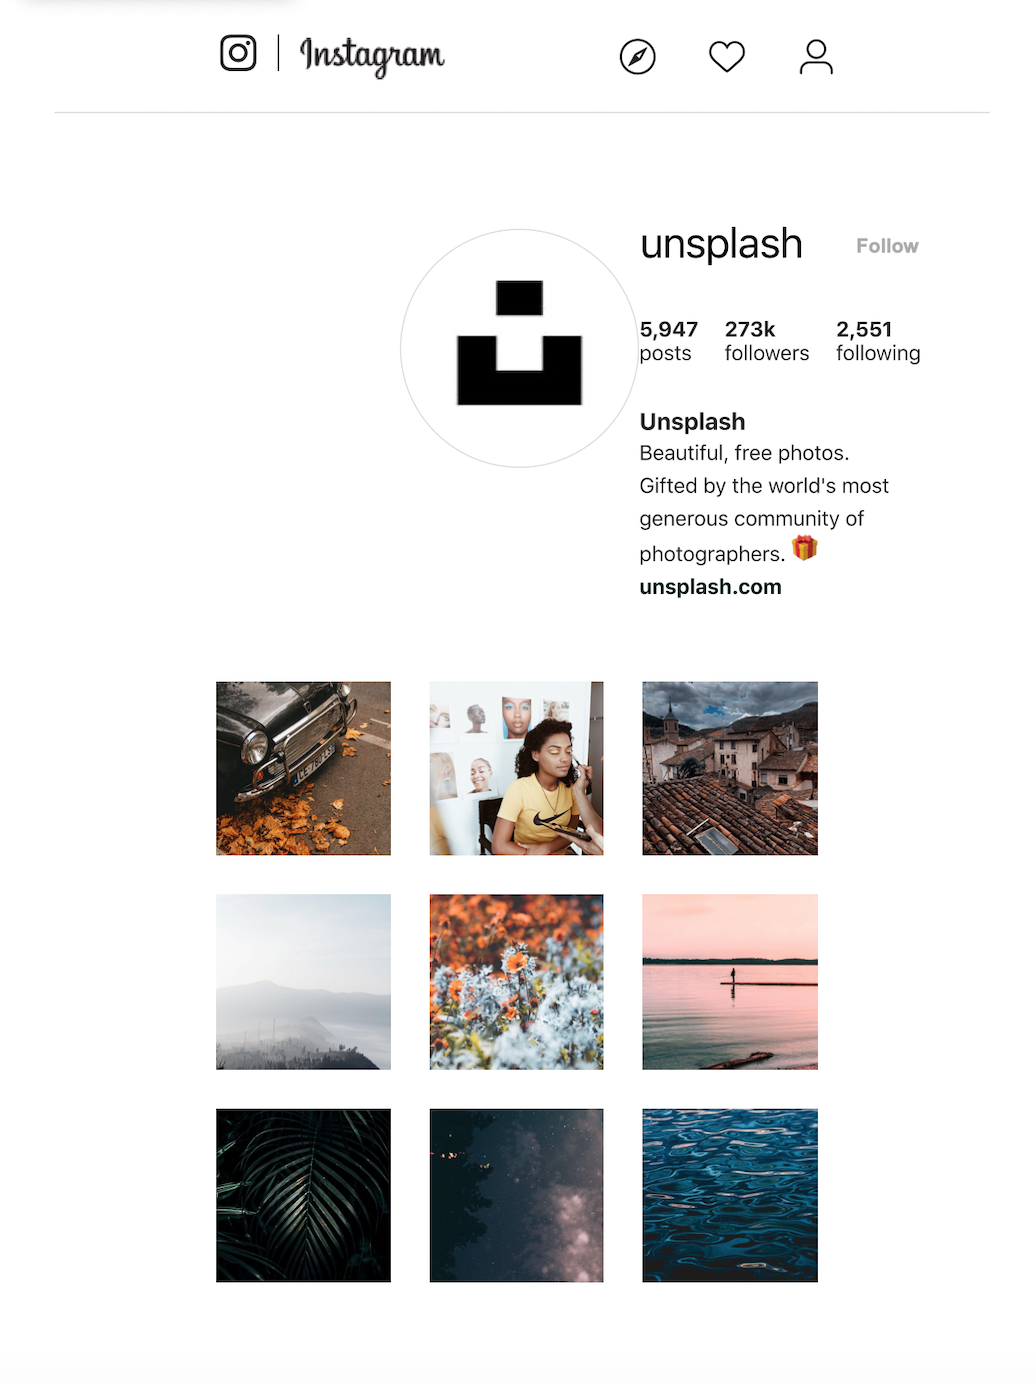 Instagram
unsplash Follow
5,947 273k 2,551
posts followers following
Unsplash
Beautiful, free photos.
Gifted by the world's most
generous community of
photographers. 🎁
unsplash.com